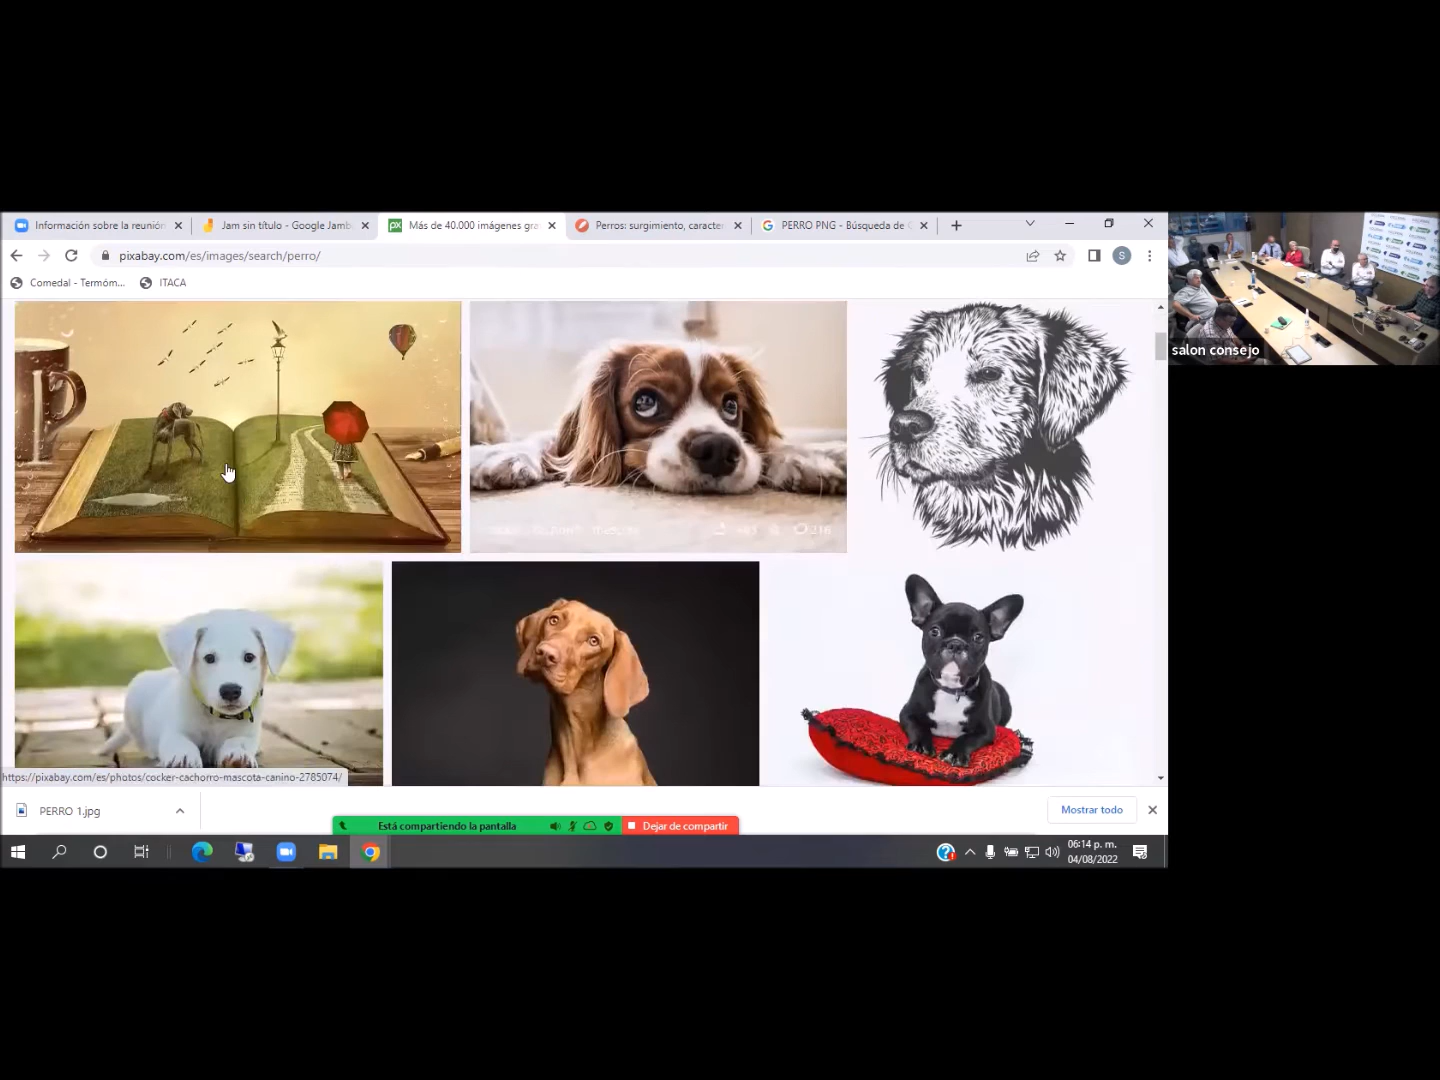 Información sobre la reunión
Jam sin título - Google Jamb
Más de 40.000 imágenes gra
Perros: surgimiento, caracte
PERRO PNG - Búsqueda de
pixabay.com/es/images/search/perro/
S
Comedal - Termóm...
ITACA
salon consejo
https://pixabay.com/es/photos/cocker-cachorro-mascota-canino-2785074/
PERRO 1.jpg
Mostrar todo
Está compartiendo la pantalla
Dejar de compartir
06:14 p. m.
04/08/2022